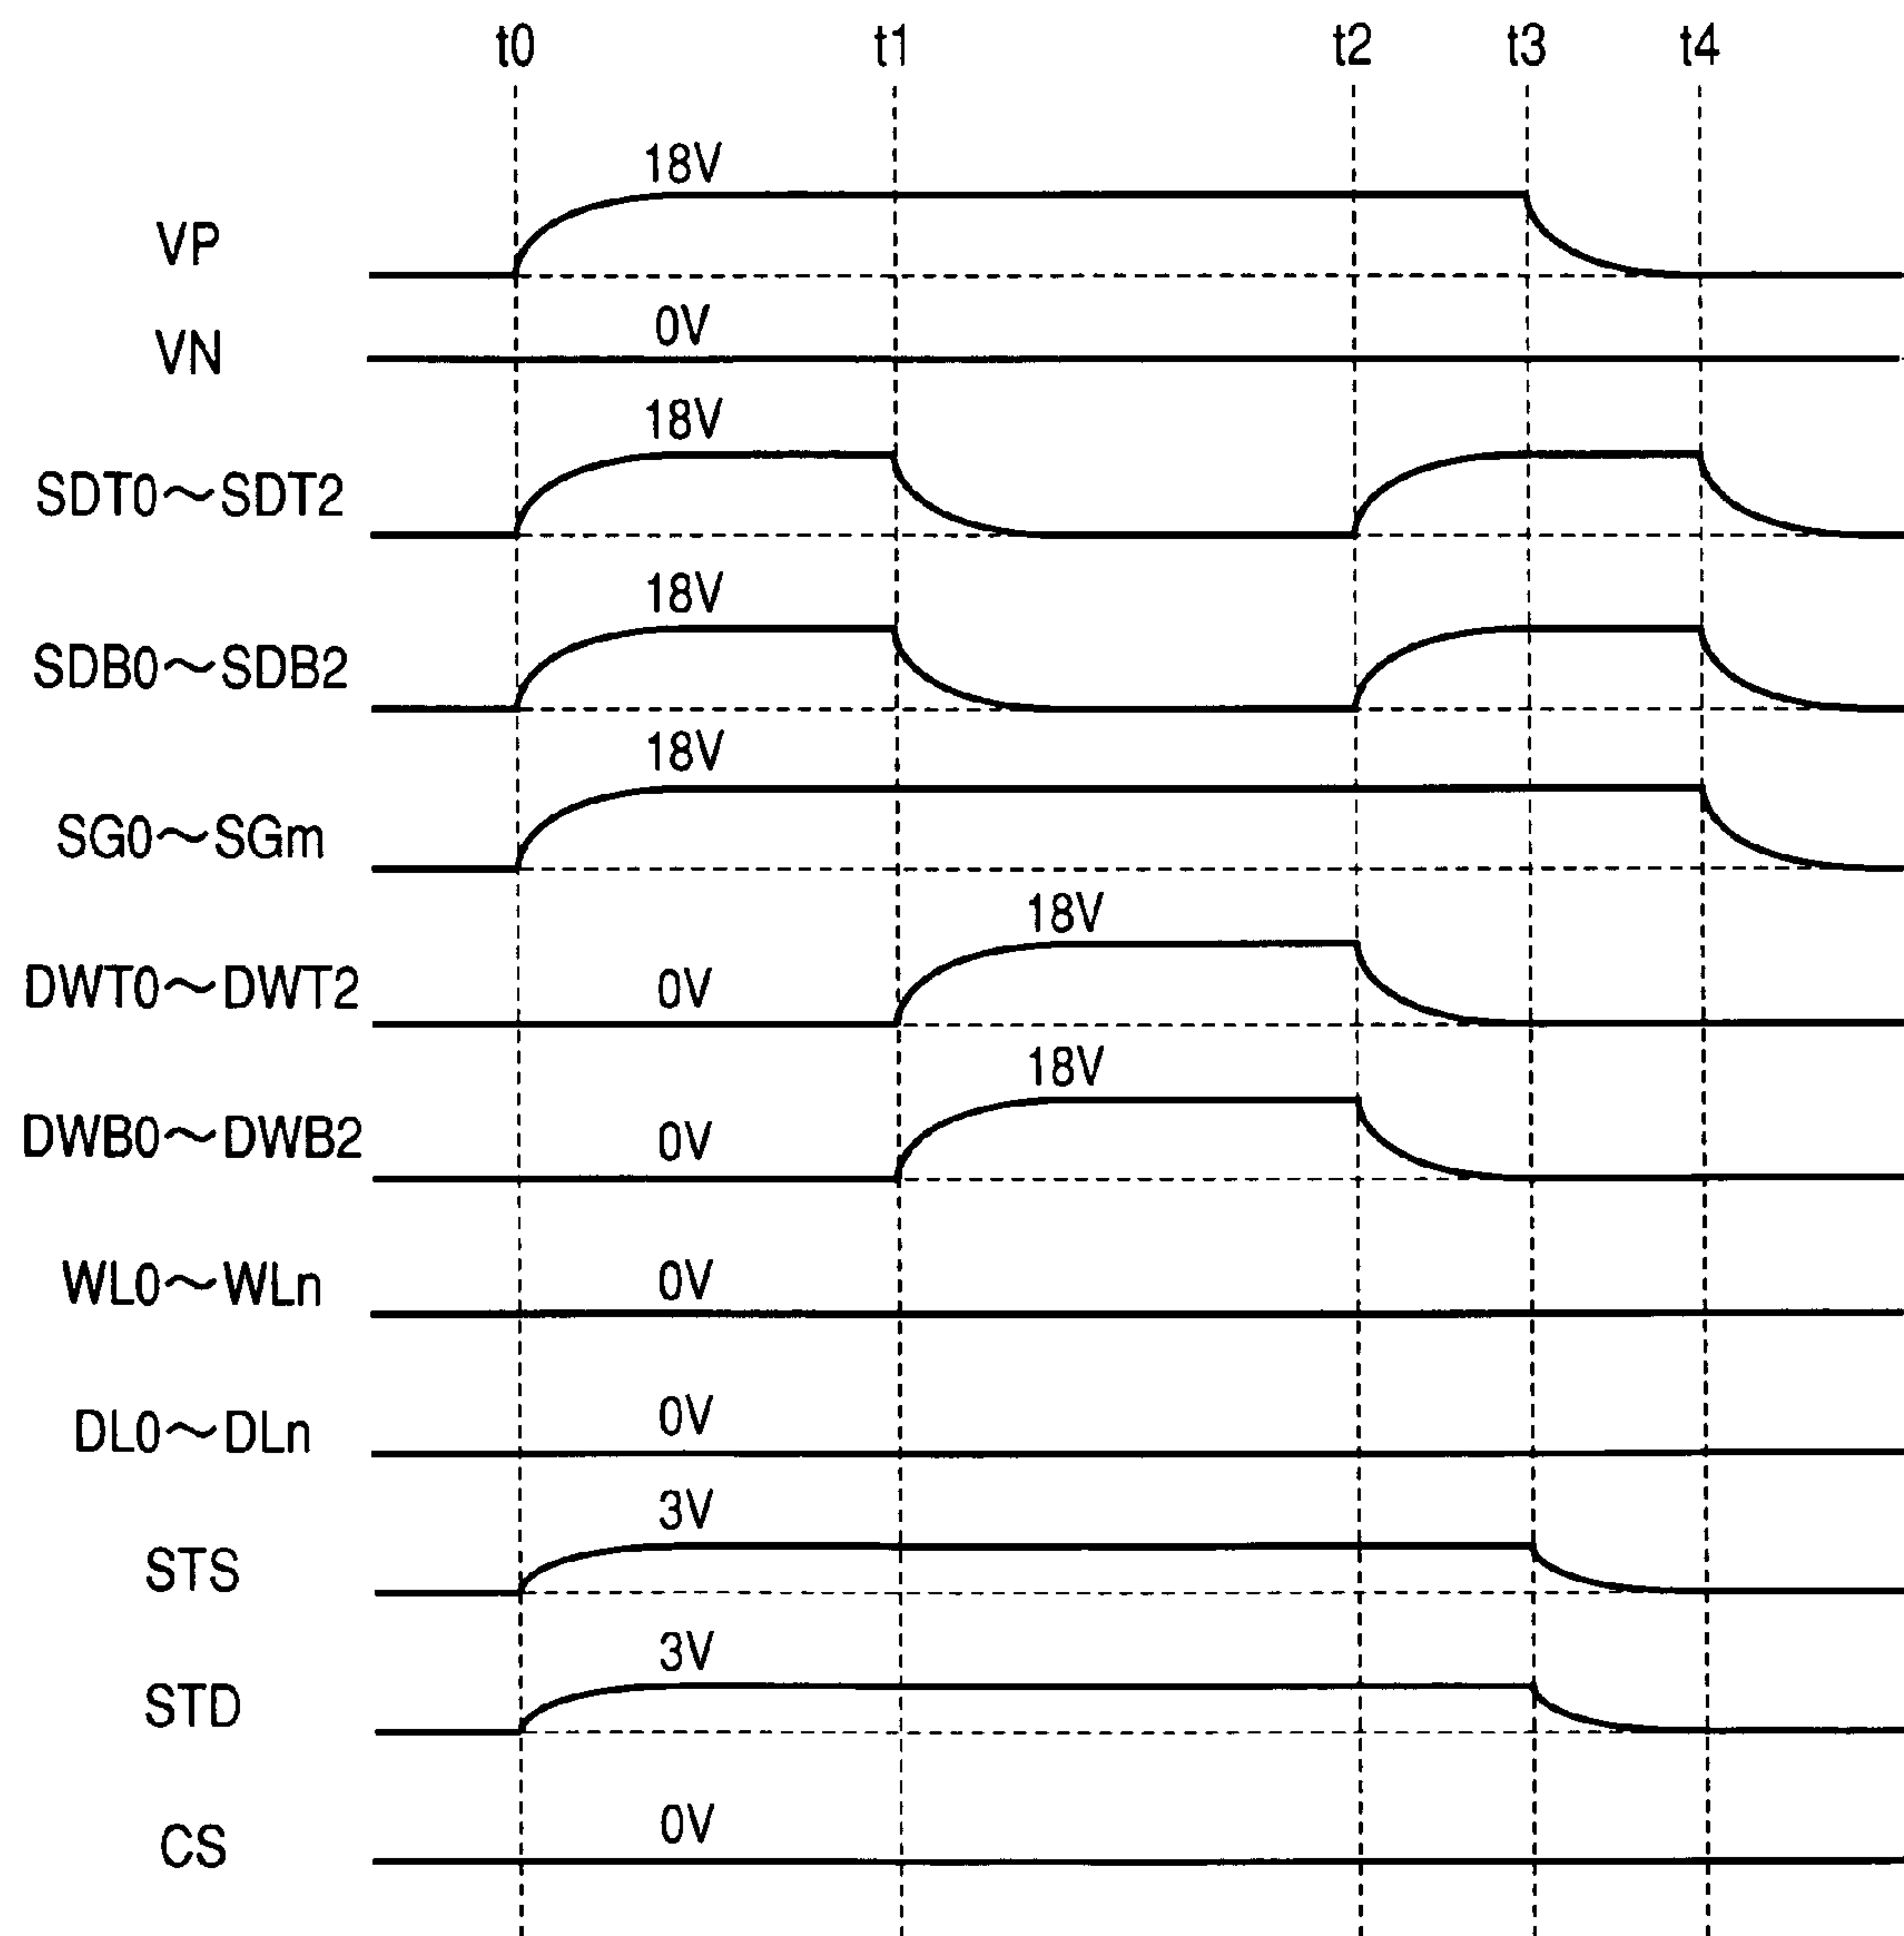 t0 t1 t2 t3 t4
18V
VP
0V
VN
18V
SDT0～SDT2
18V
SDB0～SDB2
18V
SG0～SGm
18V
DWT0～DWT2 0V
18V
DWB0～DWB2 0V
WL0～WLn 0V
DL0～DLn 0V
3V
STS
3V
STD
0V
CS